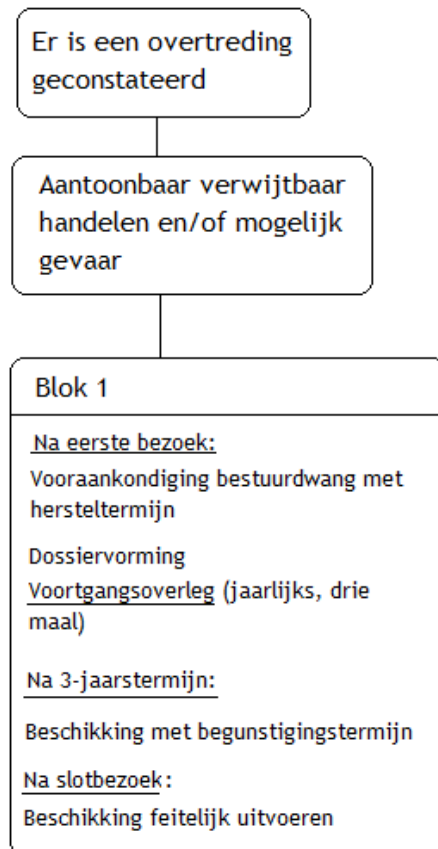 Er is een overtreding
geconstateerd
Aantoonbaar verwijtbaar
handelen en/of mogelijk
gevaar
Blok 1
Na eerste bezoek:
Vooraankondiging bestuurdwang met
hersteltermijn
Dossiervorming
Voortgangsoverleg (jaarlijks, drie
maal)
Na 3-jaarstermijn:
Beschikking met begunstigingstermijn
Na slotbezoek:
Beschikking feitelijk uitvoeren